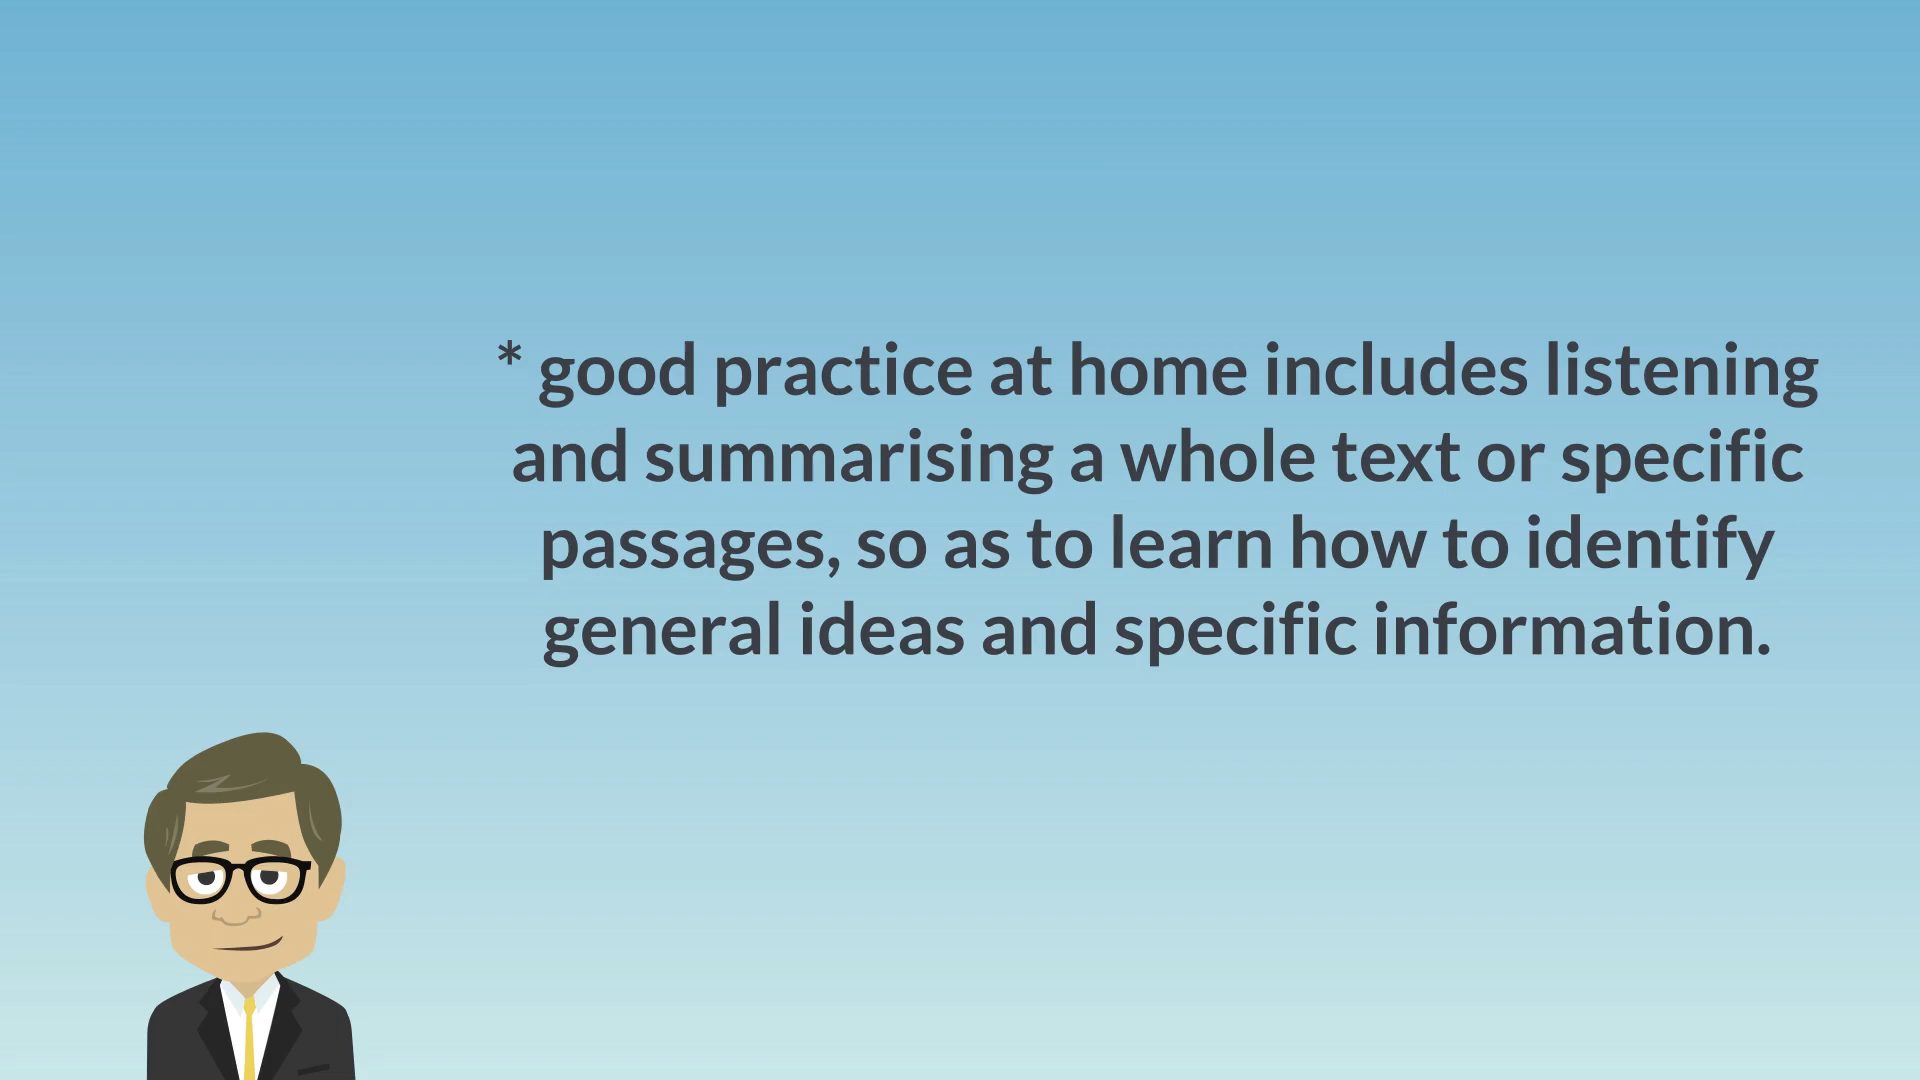 * good practice at home includes listening
and summarising a whole text or specific
passages, so as to learn how to identify
general ideas and specific information.